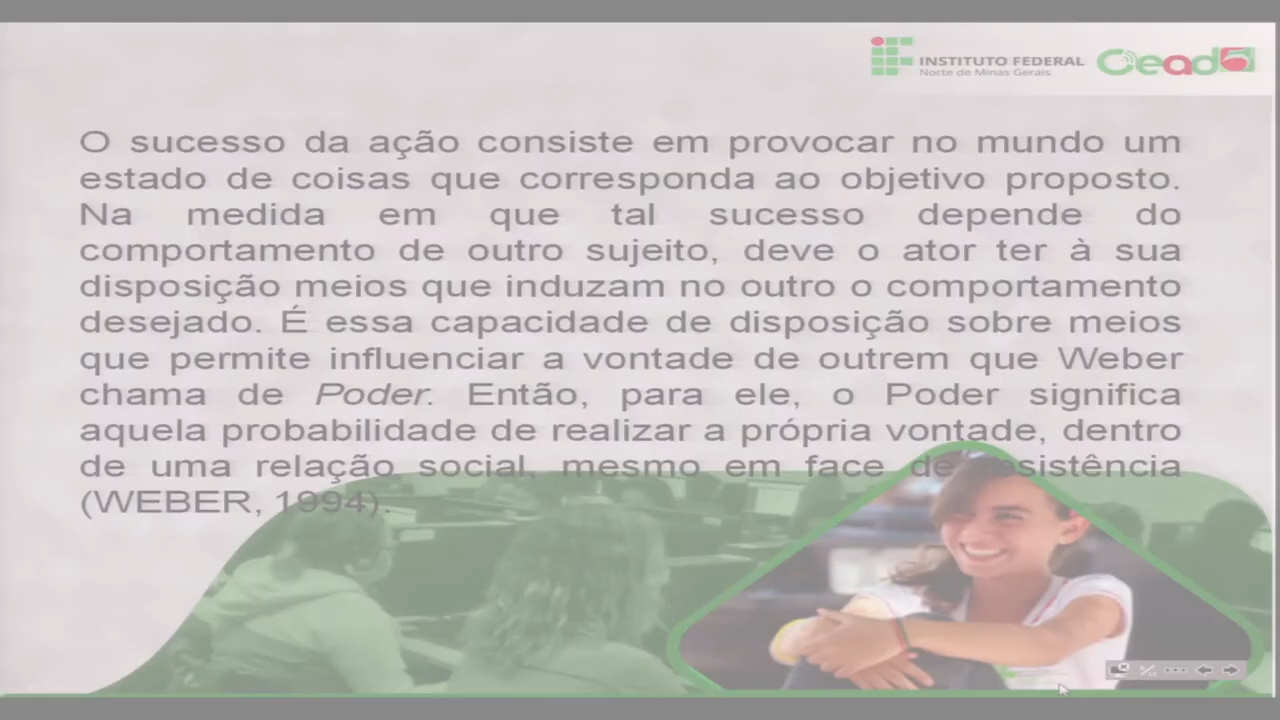 INSTITUTO FEDERAL
Norte de Minas Gerais
Cead
O sucesso da ação consiste em provocar no mundo um
estado de coisas que corresponda ao objetivo proposto.
Na medida em que tal sucesso depende do
comportamento de outro sujeito, deve o ator ter à sua
disposição meios que induzam no outro o comportamento
desejado. É essa capacidade de disposição sobre meios
que permite influenciar a vontade de outrem que Weber
chama de Poder. Então, para ele, o Poder significa
aquela probabilidade de realizar a própria vontade, dentro
de uma relação social, mesmo em face de resistência
(WEBER, 1994).